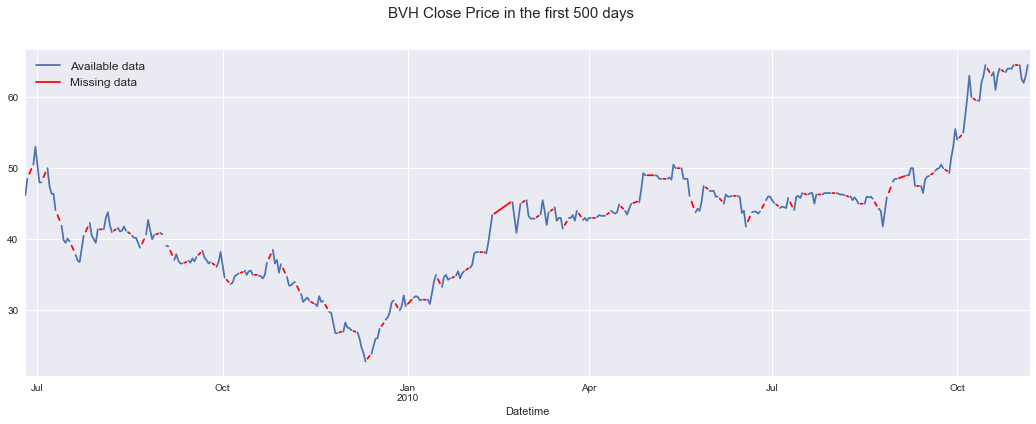 BVH Close Price in the first 500 days
Available data
Missing data
60
50
40
30
Jul
Oct
Jan
2010
Apr
Jul
Oct
Datetime